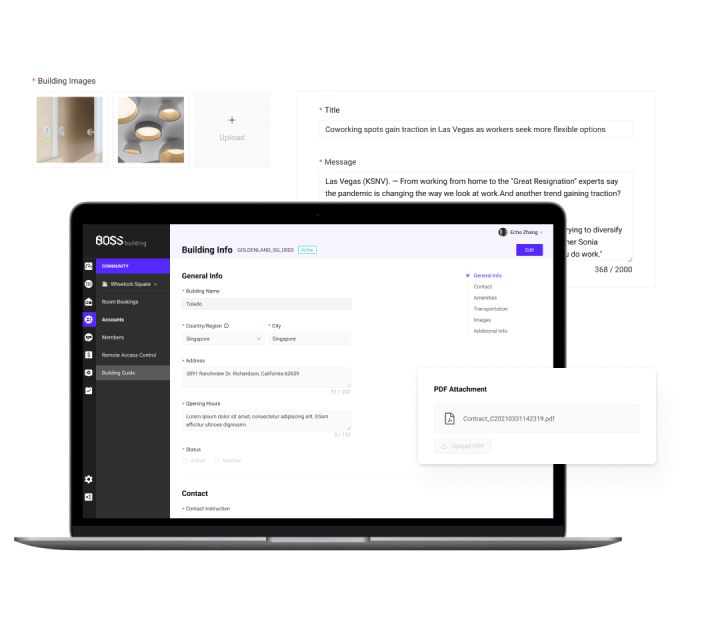 * Building Images
Upload
* Title
Coworking spots gain traction in Las Vegas as workers seek more flexible options
* Message
Las Vegas (KSNV). — From working from home to the "Great Resignation" experts say
the pandemic is changing the way we look at work.And another trend gaining traction?
rying to diversify
her Sonia
u do work.'
368 / 2000
BOSS building
Echo Zhang
Building Info GOLDENLAND_SG_0003 Active
Edit
COMMUNITY
Wheelock Square
Room Bookings
Accounts
Members
Remote Access Control
Building Guide
General Info
* Building Name
Toledo
* Country/Region
* City
Singapore
Singapore
* Address
3891 Ranchview Dr. Richardson, California 62639
51 / 200
* Opening Hours
Lorem ipsum dolor sit amet, consectetur adipiscing elit. Etiam
efficitur ultrices dignissim.
0 / 150
* Status
Active
Inactive
Contact
* Contact Instruction
General Info
Contact
Amenities
Transportation
Images
Additional Info
PDF Attachment
Contract_C20210331142319.pdf
Upload PDF